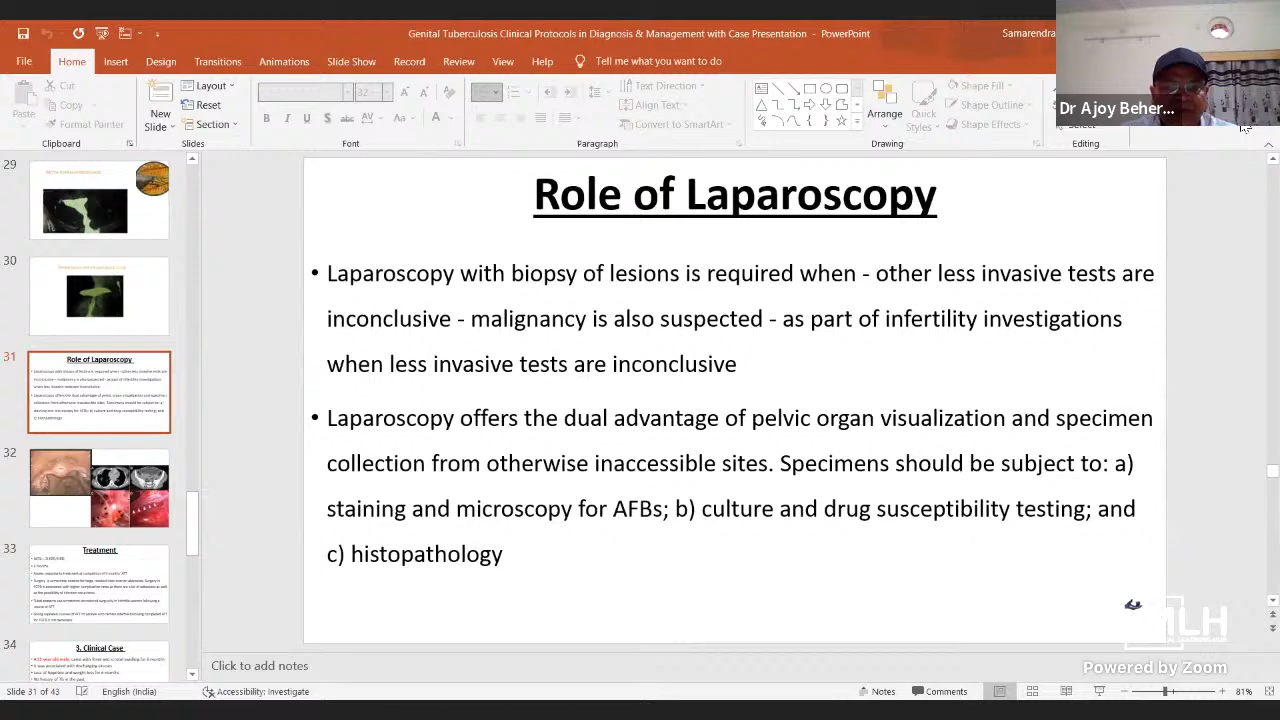 Genital Tuberculosis Clinical Protocols in Diagnosis & Management with Case Presentation - PowerPoint
Samarendra
File Home Insert Design Transitions Animations Slide Show Record Review View Help Tell me what you want to do
Paste
Cut
Copy
Format Painter
Clipboard
New
Slide
Layout
Reset
Section
Slides
32
Font
Align Text
Convert to SmartArt
Paragraph
Arrange
Quick
Styles
Shape Fill
Shape Outline
Shape Effects
Drawing
Select
Editing
Dr Ajoy Beher...
29
30
31
Role of Laparoscopy
32
33
Treatment
34
3. Clinical Case
Role of Laparoscopy
• Laparoscopy with biopsy of lesions is required when - other less invasive tests are
inconclusive - malignancy is also suspected - as part of infertility investigations
when less invasive tests are inconclusive
• Laparoscopy offers the dual advantage of pelvic organ visualization and specimen
collection from otherwise inaccessible sites. Specimens should be subject to: a)
staining and microscopy for AFBs; b) culture and drug susceptibility testing; and
c) histopathology
MLH
Powered by Zoom
Click to add notes
Slide 31 of 43 English (India) Accessibility: Investigate Notes Comments 81%